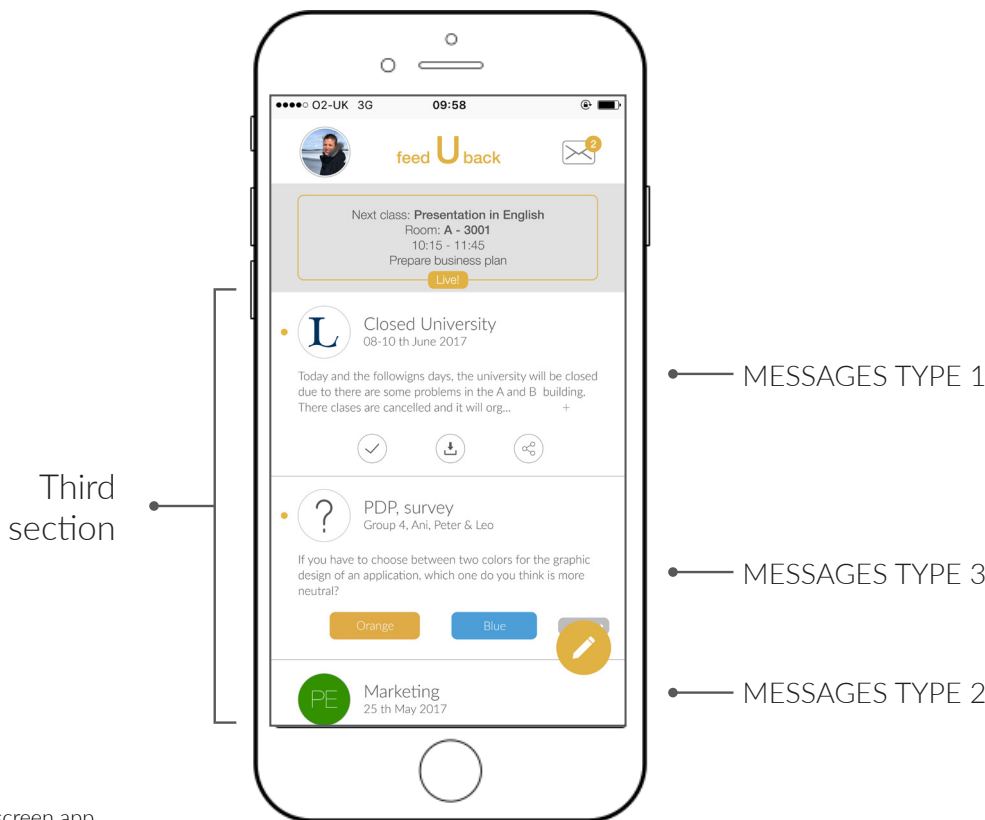 O2-UK 3G 09:58
feed U back
2
Next class: Presentation in English
Room: A - 3001
10:15 - 11:45
Prepare business plan
Live!
L
Closed University
08-10 th June 2017
Today and the followigns days, the university will be closed
due to there are some problems in the A and B building.
There clases are cancelled and it will org... +
MESSAGES TYPE 1
Third
section
?
PDP, survey
Group 4, Ani, Peter & Leo
If you have to choose between two colors for the graphic
design of an application, which one do you think is more
neutral?
Orange Blue
MESSAGES TYPE 3
PE
Marketing
25 th May 2017
MESSAGES TYPE 2
screen app